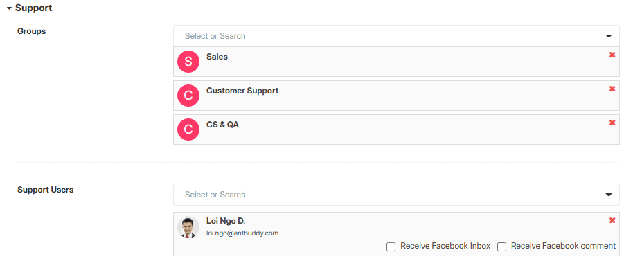 Support
Groups
Select or Search
S Sales
C Customer Support
C CS & QA
Support Users
Select or Search
Loi Ngo D.
loi.ngo@antbuddy.com
Receive Facebook Inbox Receive Facebook comment